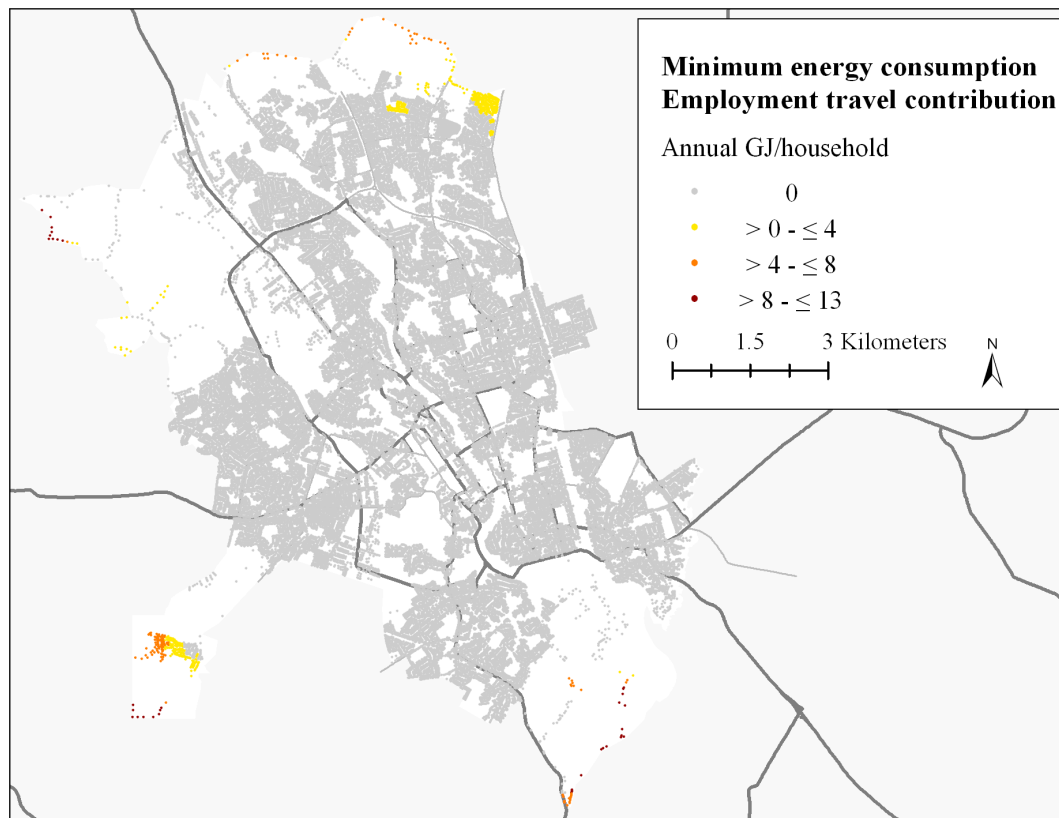 Minimum energy consumption
Employment travel contribution
Annual GJ/household
0
> 0 - ≤ 4
> 4 - ≤ 8
> 8 - ≤ 13
0 1.5 3 Kilometers
N